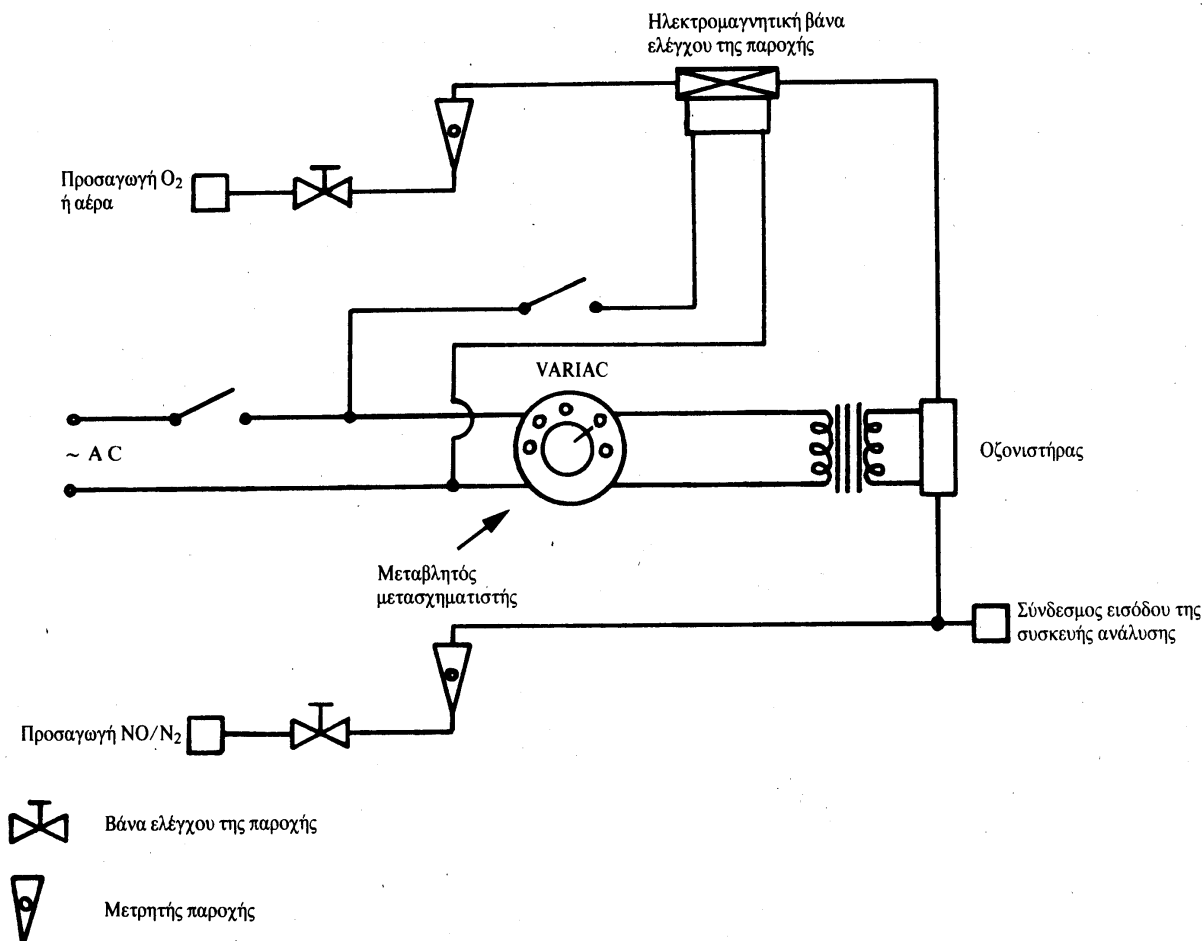 Ηλεκτρομαγνητική βάνα
ελέγχου της παροχής
Προσαγωγή O₂
ή αέρα
VARIAC
~ AC
Οζονιστήρας
Μεταβλητός
μετασχηματιστής
Σύνδεσμος εισόδου της
συσκευής ανάλυσης
Προσαγωγή NO/N₂
Βάνα ελέγχου της παροχής
Μετρητής παροχής